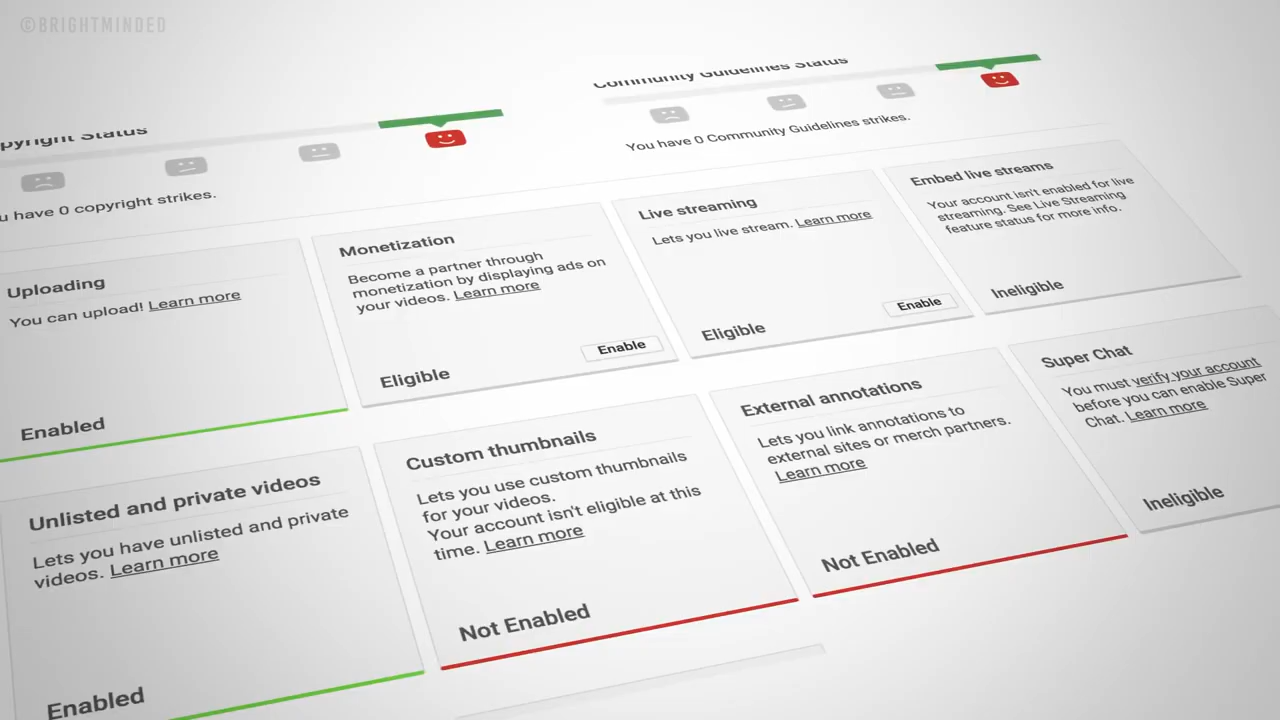 ©BRIGHTMINDED
pyright Status
u have 0 copyright strikes.
Community Guidelines Status
You have 0 Community Guidelines strikes.
Uploading
You can upload! Learn more
Enabled
Monetization
Become a partner through
monetization by displaying ads on
your videos. Learn more
Eligible
Enable
Live streaming
Lets you live stream. Learn more
Eligible
Enable
Embed live streams
Your account isn't enabled for live
streaming. See Live Streaming
feature status for more info.
Ineligible
Unlisted and private videos
Lets you have unlisted and private
videos. Learn more
Enabled
Custom thumbnails
Lets you use custom thumbnails
for your videos.
Your account isn't eligible at this
time. Learn more
Not Enabled
External annotations
Lets you link annotations to
external sites or merch partners.
Learn more
Not Enabled
Super Chat
You must verify your account
before you can enable Super
Chat. Learn more
Ineligible